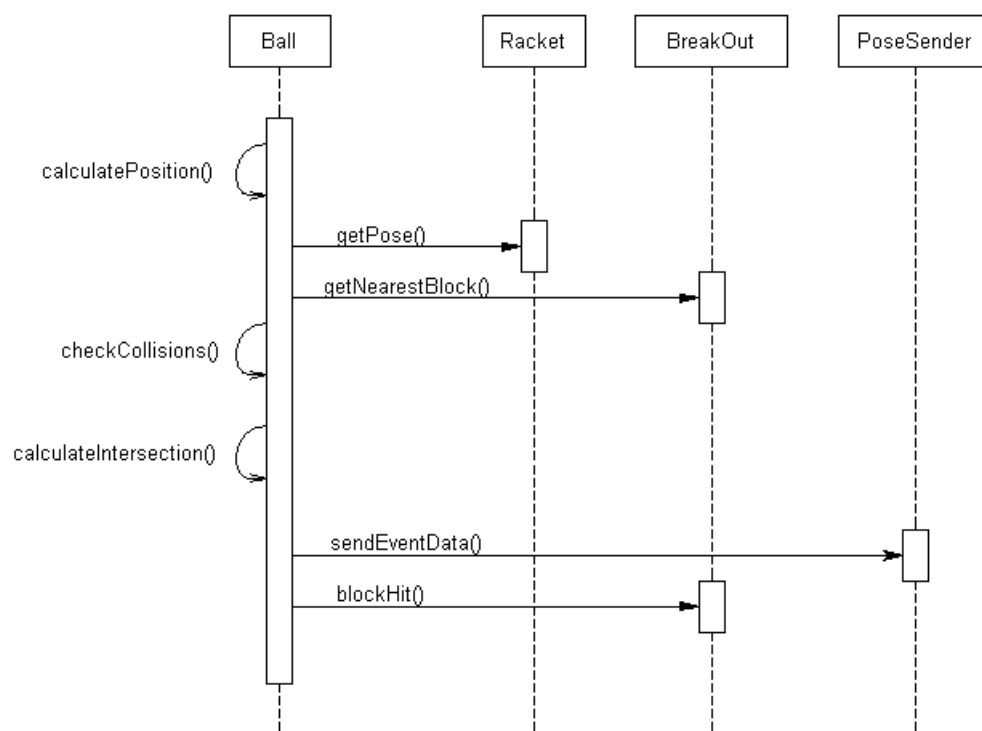 Ball
Racket
BreakOut
PoseSender
calculatePosition()
getPose()
getNearestBlock()
checkCollisions()
calculateIntersection()
sendEventData()
blockHit()